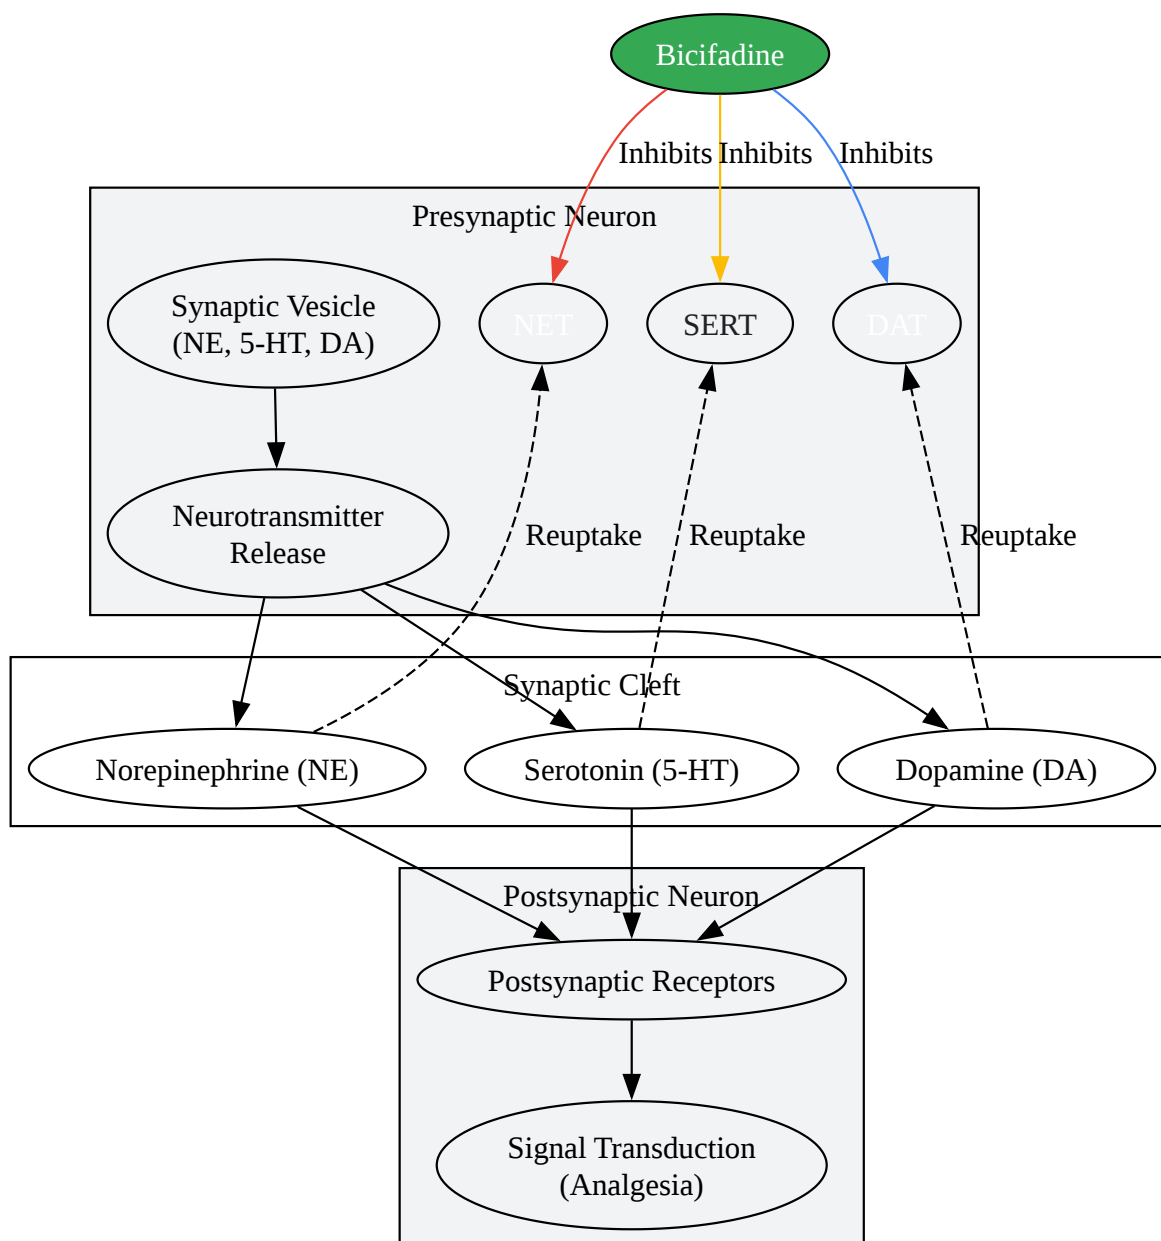 Bicifadine
Inhibits
Inhibits
Inhibits
Presynaptic Neuron
Synaptic Vesicle
(NE, 5-HT, DA)
NET
SERT
DAT
Neurotransmitter
Release
Reuptake
Reuptake
Reuptake
Synaptic Cleft
Norepinephrine (NE)
Serotonin (5-HT)
Dopamine (DA)
Postsynaptic Neuron
Postsynaptic Receptors
Signal Transduction
(Analgesia)